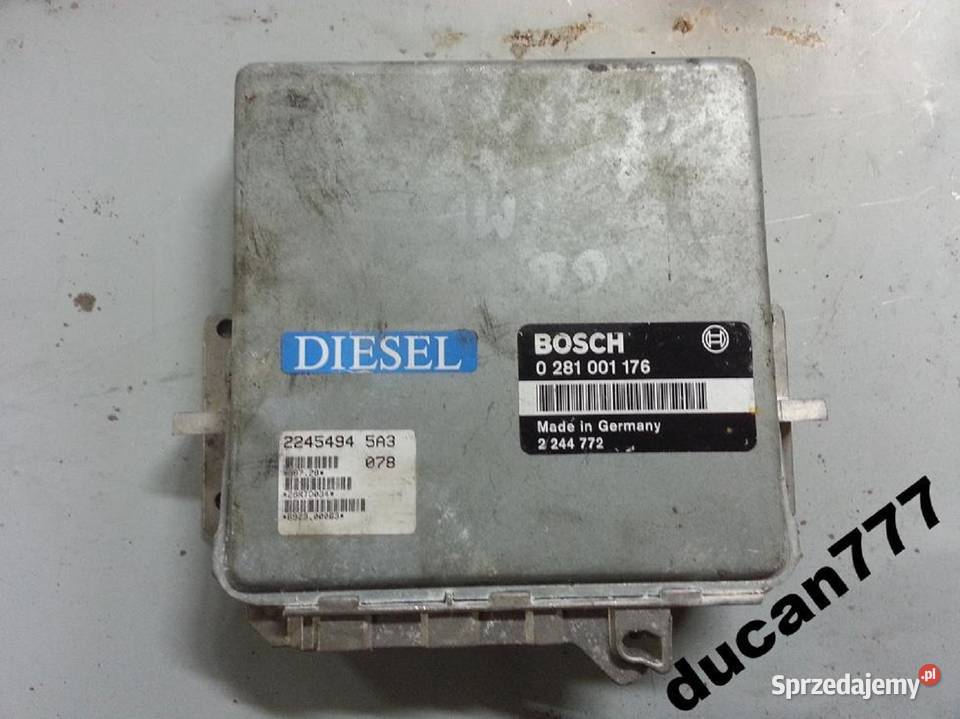 DIESEL
BOSCH
0 281 001 176
Made in Germany
2 244 772
2245494 5A3
078
ducan777
Sprzedajemy.pl